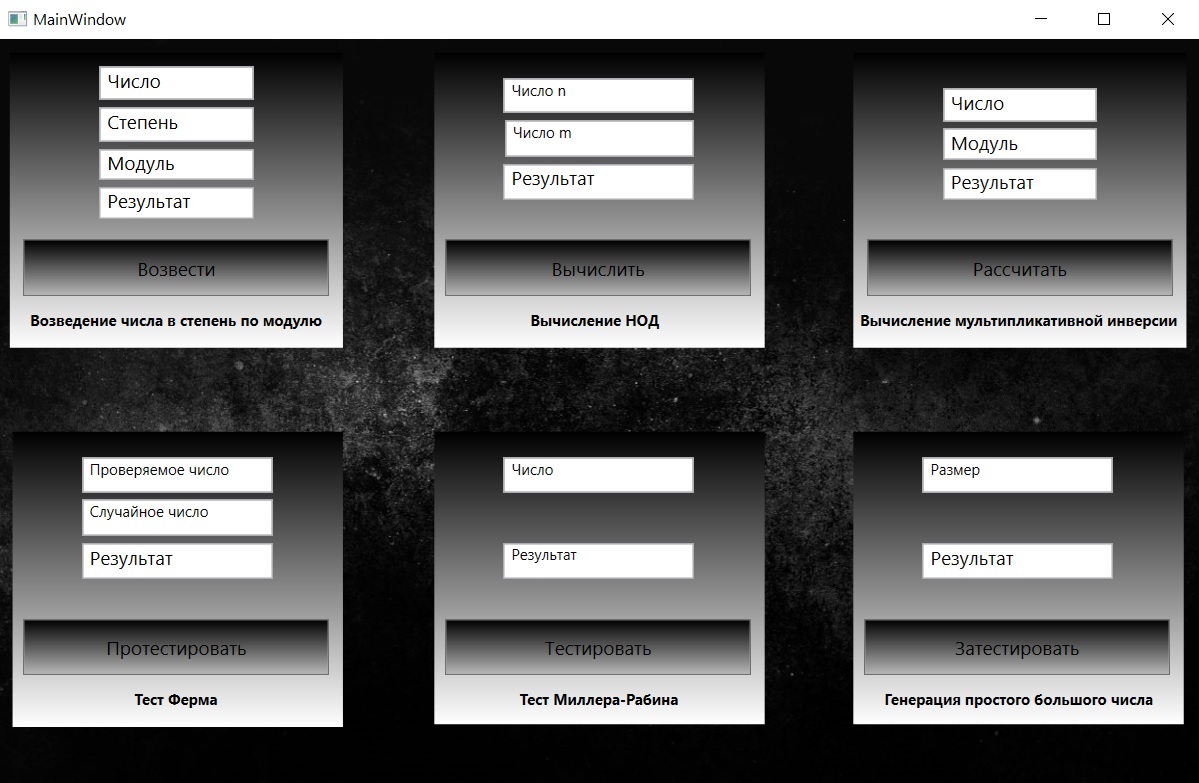 MainWindow
Число
Степень
Модуль
Результат
Возвести
Возведение числа в степень по модулю
Число n
Число m
Результат
Вычислить
Вычисление НОД
Число
Модуль
Результат
Рассчитать
Вычисление мультипликативной инверсии
Проверяемое число
Случайное число
Результат
Протестировать
Тест Ферма
Число
Результат
Тестировать
Тест Миллера-Рабина
Размер
Результат
Затестировать
Генерация простого большого числа